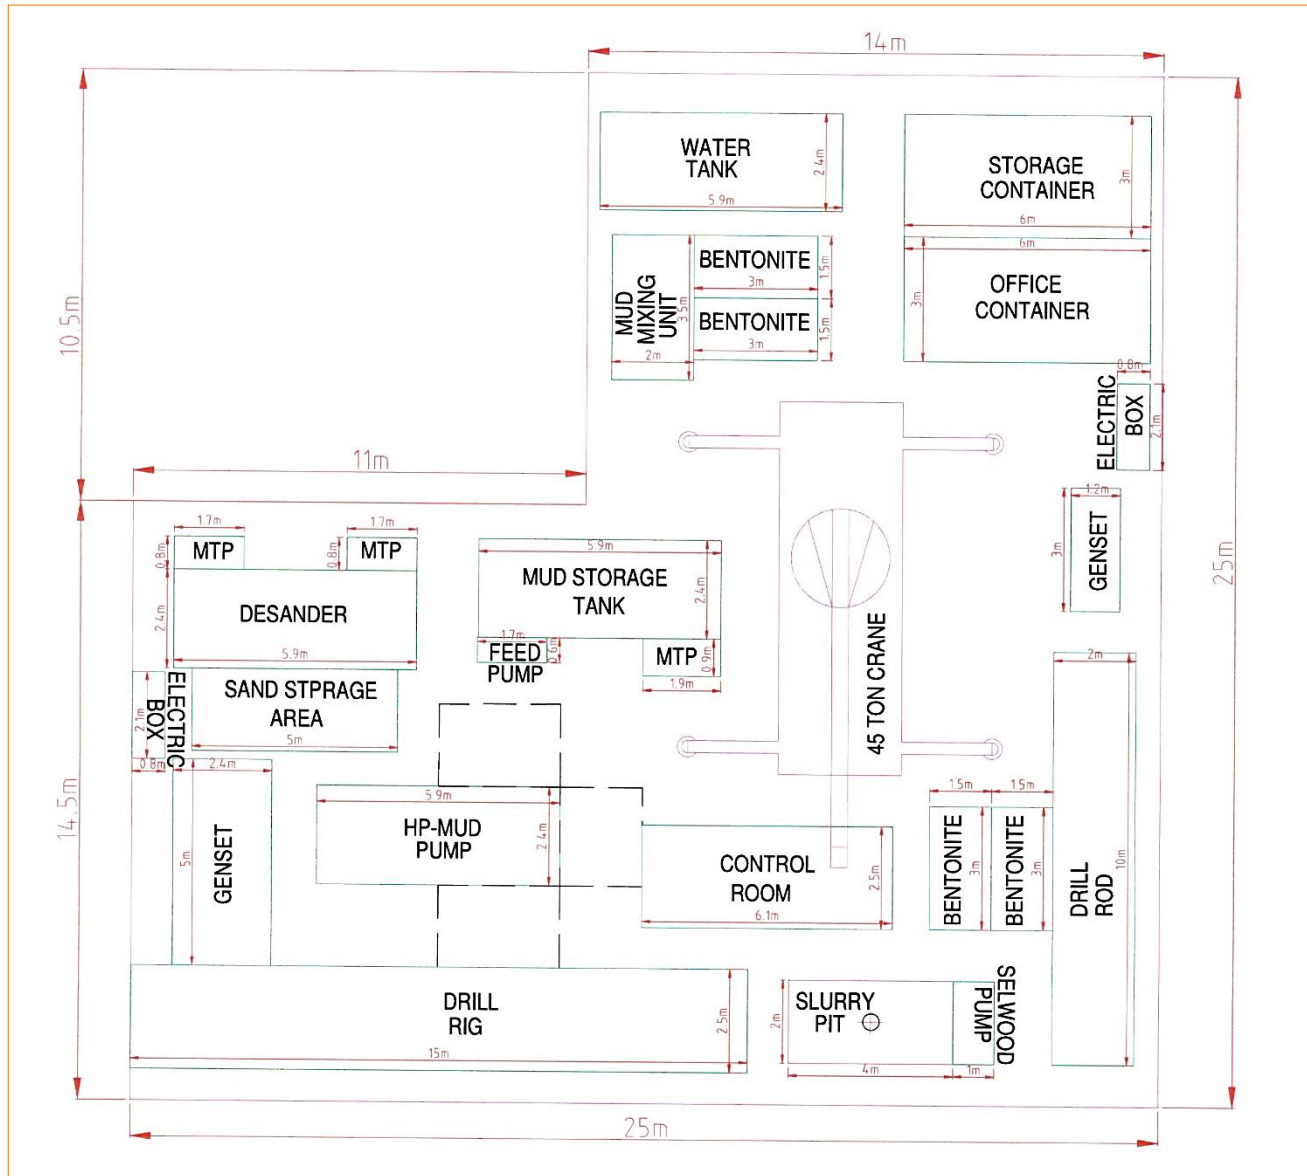 14m
WATER
TANK
2.4m
5.9m
STORAGE
CONTAINER
3m
6m
6m
OFFICE
CONTAINER
3m
MUD
MIXING
UNIT
3.5m
2m
BENTONITE
3m
1.5m
BENTONITE
3m
1.5m
10.5m
0.8m
ELECTRIC
BOX
2.1m
11m
25m
1.2m
GENSET
3m
1.7m
1.7m
0.8m
MTP
0.8m
MTP
DESANDER
2.4m
5.9m
5.9m
MUD STORAGE
TANK
2.4m
1.7m
FEED
PUMP
0.6m
MTP
0.9m
1.9m
45 TON CRANE
ELECTRIC
BOX
2.1m
0.8m
SAND STPRAGE
AREA
5m
14.5m
2.4m
GENSET
5m
5.9m
HP-MUD
PUMP
2.4m
CONTROL
ROOM
2.5m
6.1m
1.5m
1.5m
BENTONITE
3m
BENTONITE
3m
2m
DRILL
ROD
10m
DRILL
RIG
2.5m
15m
SLURRY
PIT
2m
4m
SELWOOD
PUMP
1m
25m